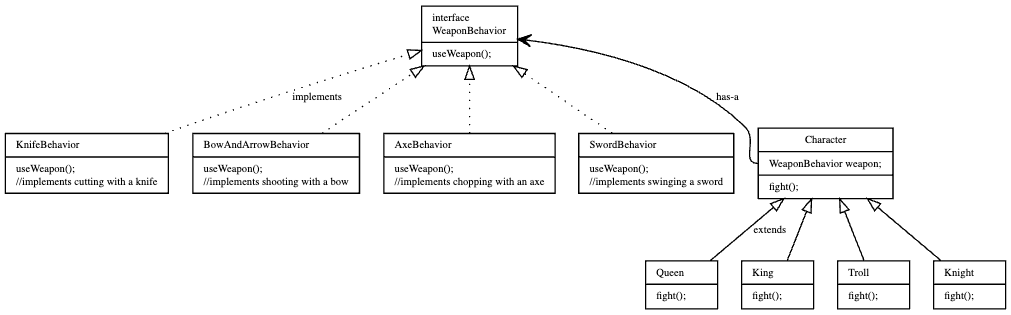 interface
WeaponBehavior
useWeapon();
implements
has-a
KnifeBehavior
useWeapon();
//implements cutting with a knife
BowAndArrowBehavior
useWeapon();
//implements shooting with a bow
AxeBehavior
useWeapon();
//implements chopping with an axe
SwordBehavior
useWeapon();
//implements swinging a sword
Character
WeaponBehavior weapon;
fight();
extends
Queen
fight();
King
fight();
Troll
fight();
Knight
fight();